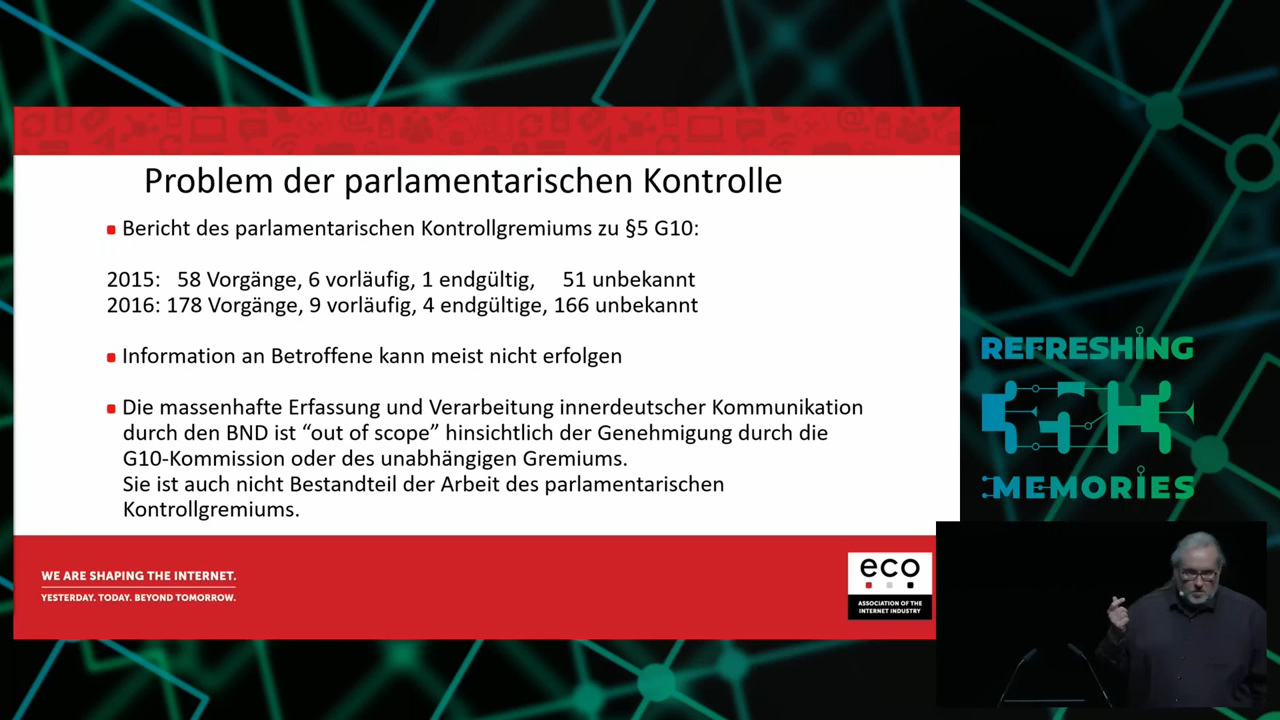 Problem der parlamentarischen Kontrolle
Bericht des parlamentarischen Kontrollgremiums zu §5 G10:
2015: 58 Vorgänge, 6 vorläufig, 1 endgültig, 51 unbekannt
2016: 178 Vorgänge, 9 vorläufig, 4 endgültige, 166 unbekannt
Information an Betroffene kann meist nicht erfolgen
Die massenhafte Erfassung und Verarbeitung innerdeutscher Kommunikation
durch den BND ist “out of scope” hinsichtlich der Genehmigung durch die
G10-Kommission oder des unabhängigen Gremiums.
Sie ist auch nicht Bestandteil der Arbeit des parlamentarischen
Kontrollgremiums.
WE ARE SHAPING THE INTERNET.
YESTERDAY. TODAY. BEYOND TOMORROW.
eco
ASSOCIATION OF THE
INTERNET INDUSTRY
REFRESHING
MEMORIES